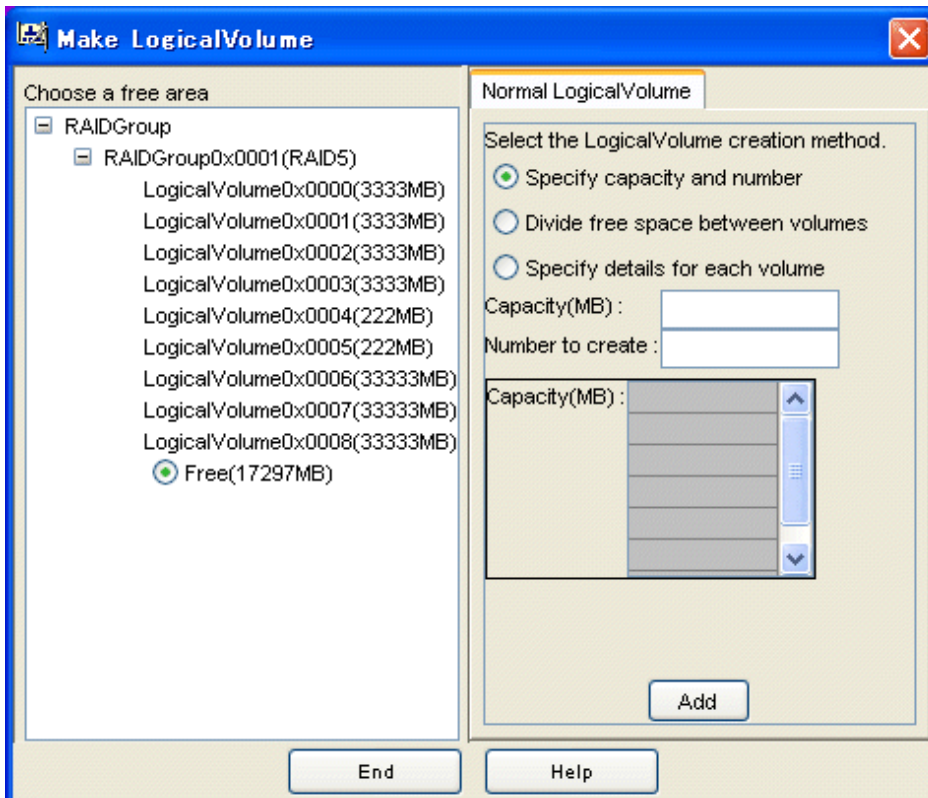 Make LogicalVolume
Choose a free area
RAIDGroup
RAIDGroup0x0001(RAID5)
LogicalVolume0x0000(3333MB)
LogicalVolume0x0001(3333MB)
LogicalVolume0x0002(3333MB)
LogicalVolume0x0003(3333MB)
LogicalVolume0x0004(222MB)
LogicalVolume0x0005(222MB)
LogicalVolume0x0006(33333MB)
LogicalVolume0x0007(33333MB)
LogicalVolume0x0008(33333MB)
Free(17297MB)
Normal LogicalVolume
Select the LogicalVolume creation method.
Specify capacity and number
Divide free space between volumes
Specify details for each volume
Capacity(MB) :
Number to create :
Capacity(MB) :
Add
End
Help